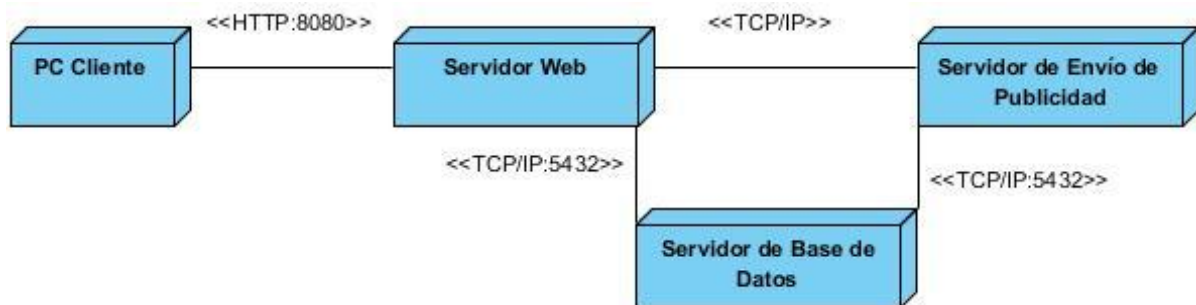 <<HTTP:8080>>
<<TCP/IP>>
PC Cliente
Servidor Web
Servidor de Envío de
Publicidad
<<TCP/IP:5432>>
<<TCP/IP:5432>>
Servidor de Base de
Datos